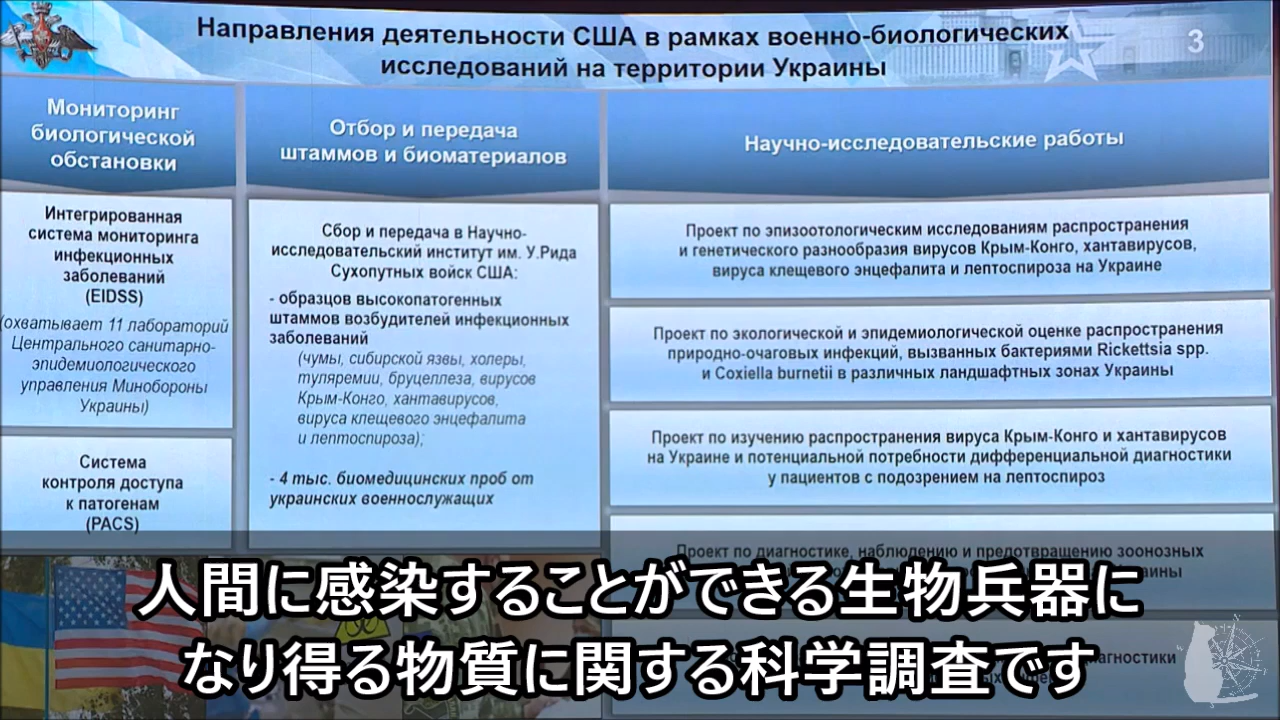 Направления деятельности США в рамках военно-биологических
исследований на территории Украины
3
Мониторинг
биологической
обстановки
Интегрированная
система мониторинга
инфекционных
заболеваний
(EIDSS)
(охватывает 11 лабораторий
Центрального санитарно-
эпидемиологического
управления Минобороны
Украины)
Система
контроля доступа
к патогенам
(PACS)
Отбор и передача
штаммов и биоматериалов
Сбор и передача в Научно-
исследовательский институт им. У.Рида
Сухопутных войск США:
- образцов высокопатогенных
штаммов возбудителей инфекционных
заболеваний
(чумы, сибирской язвы, холеры,
туляремии, бруцеллеза, вирусов
Крым-Конго, хантавирусов,
вируса клещевого энцефалита
и лептоспироза);
- 4 тыс. биомедицинских проб от
украинских военнослужащих
Научно-исследовательские работы
Проект по эпизоотологическим исследованиям распространения
и генетического разнообразия вирусов Крым-Конго, хантавирусов,
вируса клещевого энцефалита и лептоспироза на Украине
Проект по экологической и эпидемиологической оценке распространения
природно-очаговых инфекций, вызванных бактериями Rickettsia spp.
и Coxiella burnetii в различных ландшафтных зонах Украины
Проект по изучению распространения вируса Крым-Конго и хантавирусов
на Украине и потенциальной потребности дифференциальной диагностики
у пациентов с подозрением на лептоспироз
Проект по диагностике, наблюдению и предотвращению зоонозных
人間に感染することができる生物兵器に
なり得る物質に関する科学調査です